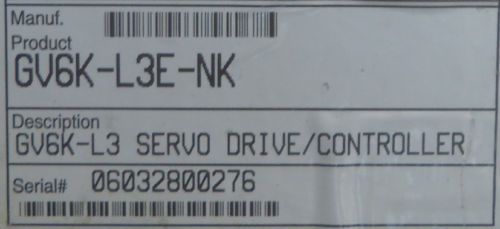 Manuf.
Product
GV6K-L3E-NK
Description
GV6K-L3 SERVO DRIVE/CONTROLLER
Serial# 06032800276